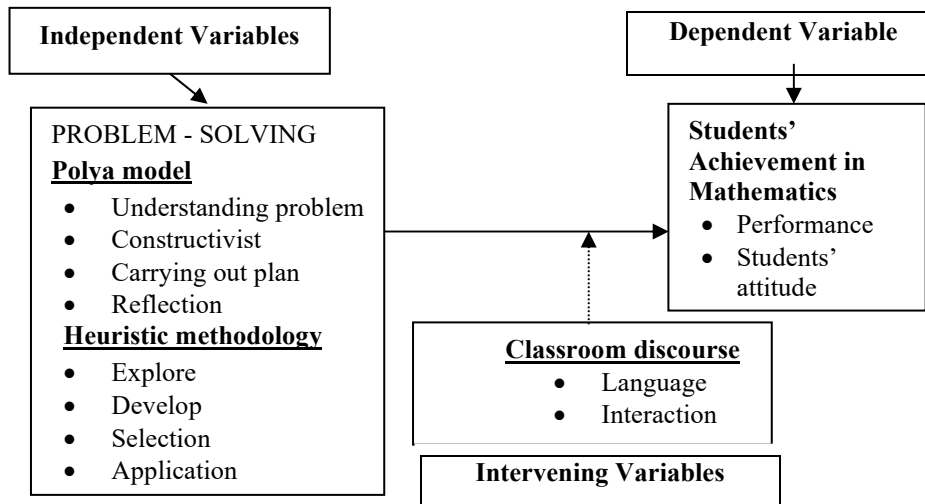 Independent Variables
Dependent Variable
PROBLEM - SOLVING
Polya model
• Understanding problem
• Constructivist
• Carrying out plan
• Reflection
Heuristic methodology
• Explore
• Develop
• Selection
• Application
Students’
Achievement in
Mathematics
• Performance
• Students’
attitude
Classroom discourse
• Language
• Interaction
Intervening Variables